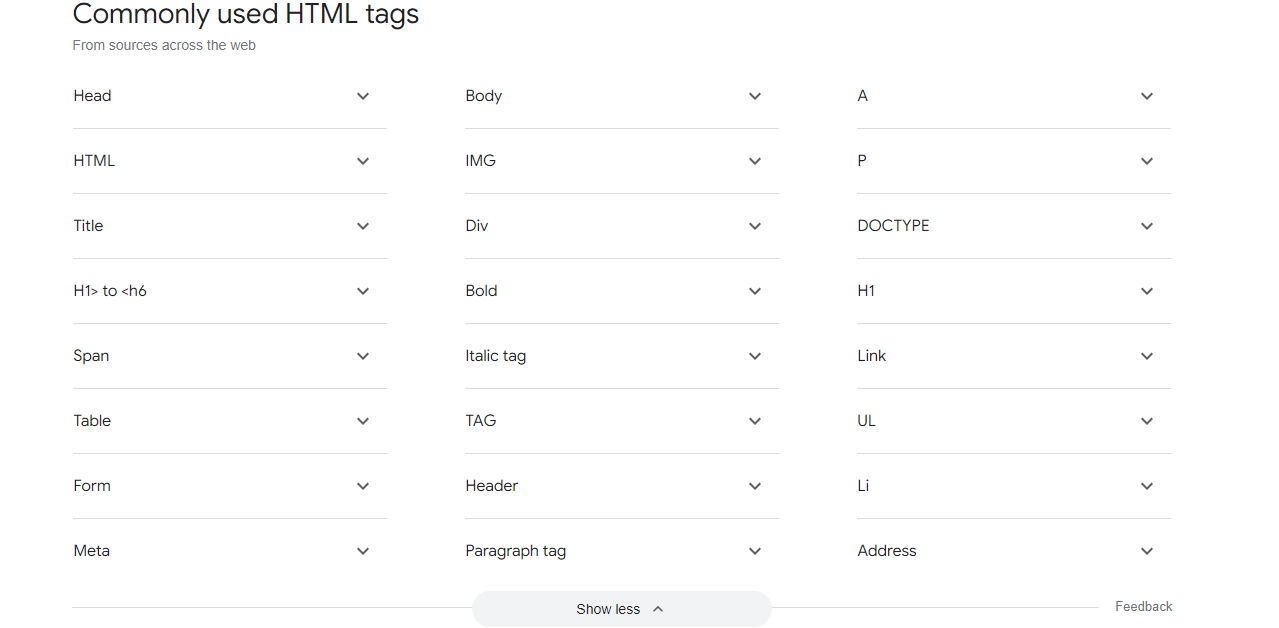 Commonly used HTML tags
From sources across the web
Head
Body
A
HTML
IMG
P
Title
Div
DOCTYPE
H1> to <h6
Bold
H1
Span
Italic tag
Link
Table
TAG
UL
Form
Header
Li
Meta
Paragraph tag
Address
Show less
Feedback